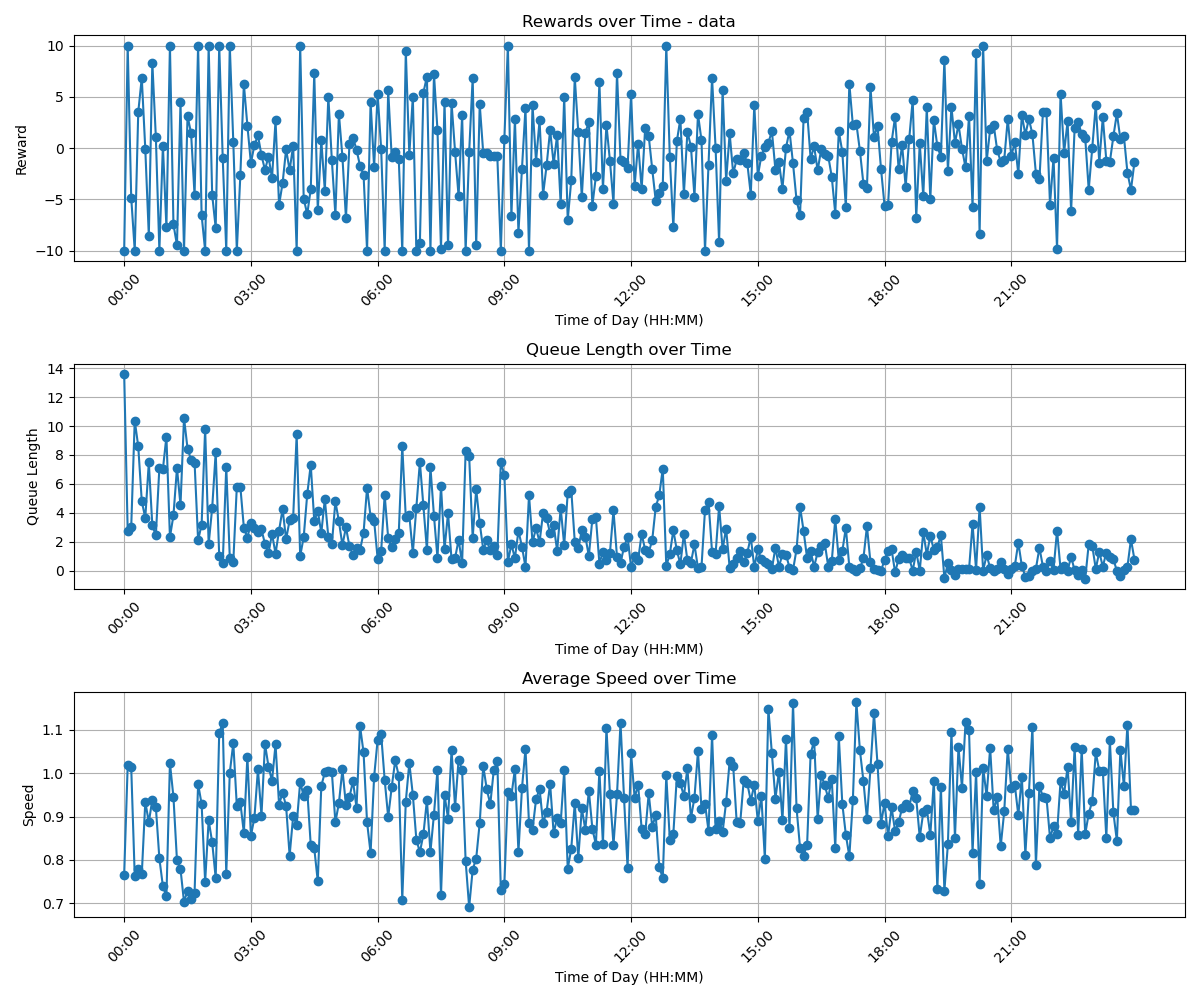 Rewards over Time - data
10
5
0
−5
−10
Reward
00:00 03:00 06:00 09:00 12:00 15:00 18:00 21:00
Time of Day (HH:MM)
Queue Length over Time
14
12
10
8
6
4
2
0
Queue Length
00:00 03:00 06:00 09:00 12:00 15:00 18:00 21:00
Time of Day (HH:MM)
Average Speed over Time
1.1
1.0
0.9
0.8
0.7
Speed
00:00 03:00 06:00 09:00 12:00 15:00 18:00 21:00
Time of Day (HH:MM)